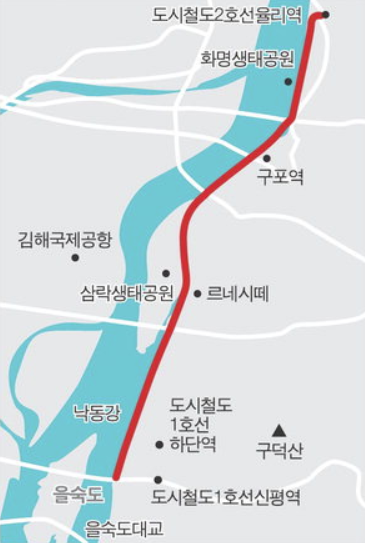 도시철도2호선율리역
화명생태공원
구포역
김해국제공항
삼락생태공원
르네시떼
도시철도
1호선
하단역
낙동강
구덕산
을숙도
도시철도1호선신평역
을숙도대교